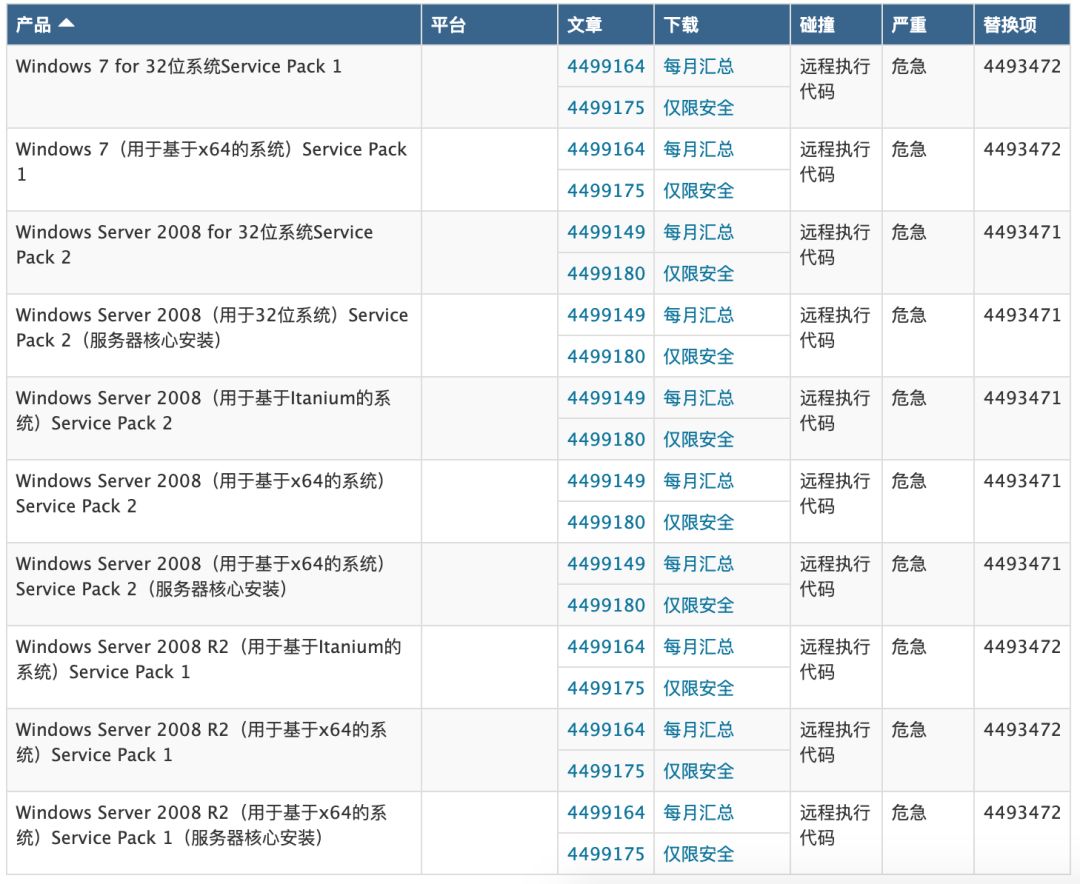 产品 平台 文章 下载 碰撞 严重 替换项
Windows 7 for 32位系统Service Pack 1 4499164 每月汇总 远程执行代码 危急 4493472
4499175 仅限安全
Windows 7（用于基于x64的系统）Service Pack 1 4499164 每月汇总 远程执行代码 危急 4493472
4499175 仅限安全
Windows Server 2008 for 32位系统Service Pack 2 4499149 每月汇总 远程执行代码 危急 4493471
4499180 仅限安全
Windows Server 2008（用于32位系统）Service Pack 2（服务器核心安装） 4499149 每月汇总 远程执行代码 危急 4493471
4499180 仅限安全
Windows Server 2008（用于基于Itanium的系统）Service Pack 2 4499149 每月汇总 远程执行代码 危急 4493471
4499180 仅限安全
Windows Server 2008（用于基于x64的系统）Service Pack 2 4499149 每月汇总 远程执行代码 危急 4493471
4499180 仅限安全
Windows Server 2008（用于基于x64的系统）Service Pack 2（服务器核心安装） 4499149 每月汇总 远程执行代码 危急 4493471
4499180 仅限安全
Windows Server 2008 R2（用于基于Itanium的系统）Service Pack 1 4499164 每月汇总 远程执行代码 危急 4493472
4499175 仅限安全
Windows Server 2008 R2（用于基于x64的系统）Service Pack 1 4499164 每月汇总 远程执行代码 危急 4493472
4499175 仅限安全
Windows Server 2008 R2（用于基于x64的系统）Service Pack 1（服务器核心安装） 4499164 每月汇总 远程执行代码 危急 4493472
4499175 仅限安全